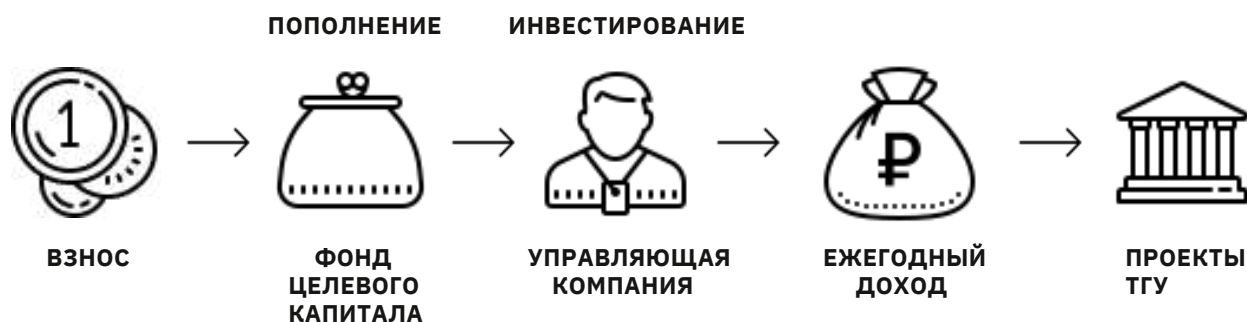 ПОПОЛНЕНИЕ
ИНВЕСТИРОВАНИЕ
1
₽
ВЗНОС
ФОНД
ЦЕЛЕВОГО
КАПИТАЛА
УПРАВЛЯЮЩАЯ
КОМПАНИЯ
ЕЖЕГОДНЫЙ
ДОХОД
ПРОЕКТЫ
ТГУ